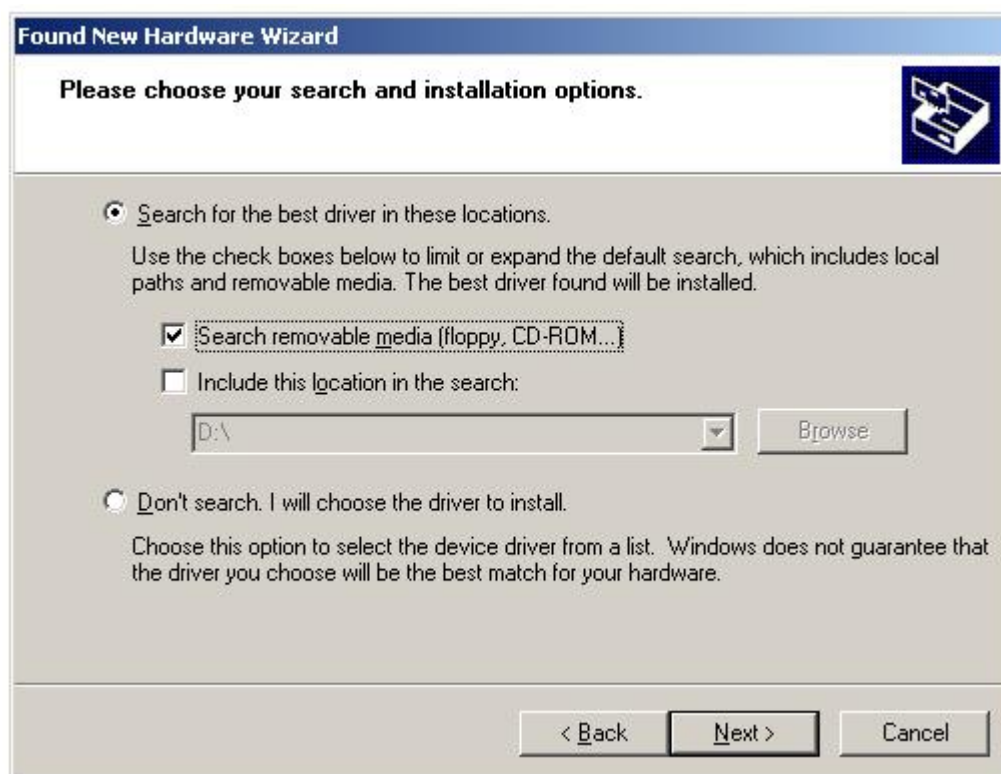 Found New Hardware Wizard
Please choose your search and installation options.
Search for the best driver in these locations.
Use the check boxes below to limit or expand the default search, which includes local
paths and removable media. The best driver found will be installed.
Search removable media (floppy, CD-ROM...)
Include this location in the search:
D:\
Browse
Don't search. I will choose the driver to install.
Choose this option to select the device driver from a list. Windows does not guarantee that
the driver you choose will be the best match for your hardware.
< Back
Next >
Cancel